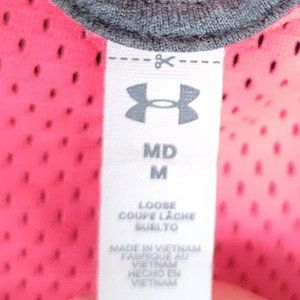 MD
M
LOOSE
COUPE LÂCHE
SUELTO
MADE IN VIETNAM
FABRIQUÉ AU
VIETNAM
HECHO EN
VIETNAM